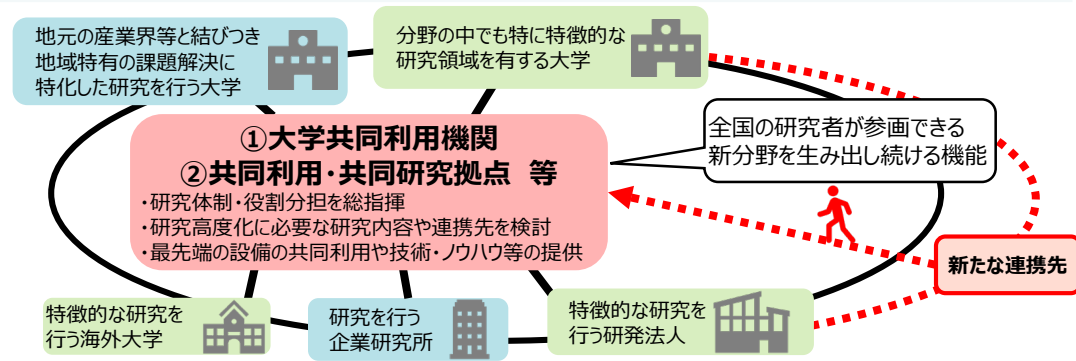 地元の産業界等と結びつき
地域特有の課題解決に
特化した研究を行う大学
分野の中でも特に特徴的な
研究領域を有する大学
①大学共同利用機関
②共同利用・共同研究拠点 等
・研究体制・役割分担を総指揮
・研究高度化に必要な研究内容や連携先を検討
・最先端の設備の共同利用や技術・ノウハウ等の提供
全国の研究者が参画できる
新分野を生み出し続ける機能
新たな連携先
特徴的な研究を
行う海外大学
研究を行う
企業研究所
特徴的な研究を
行う研発法人